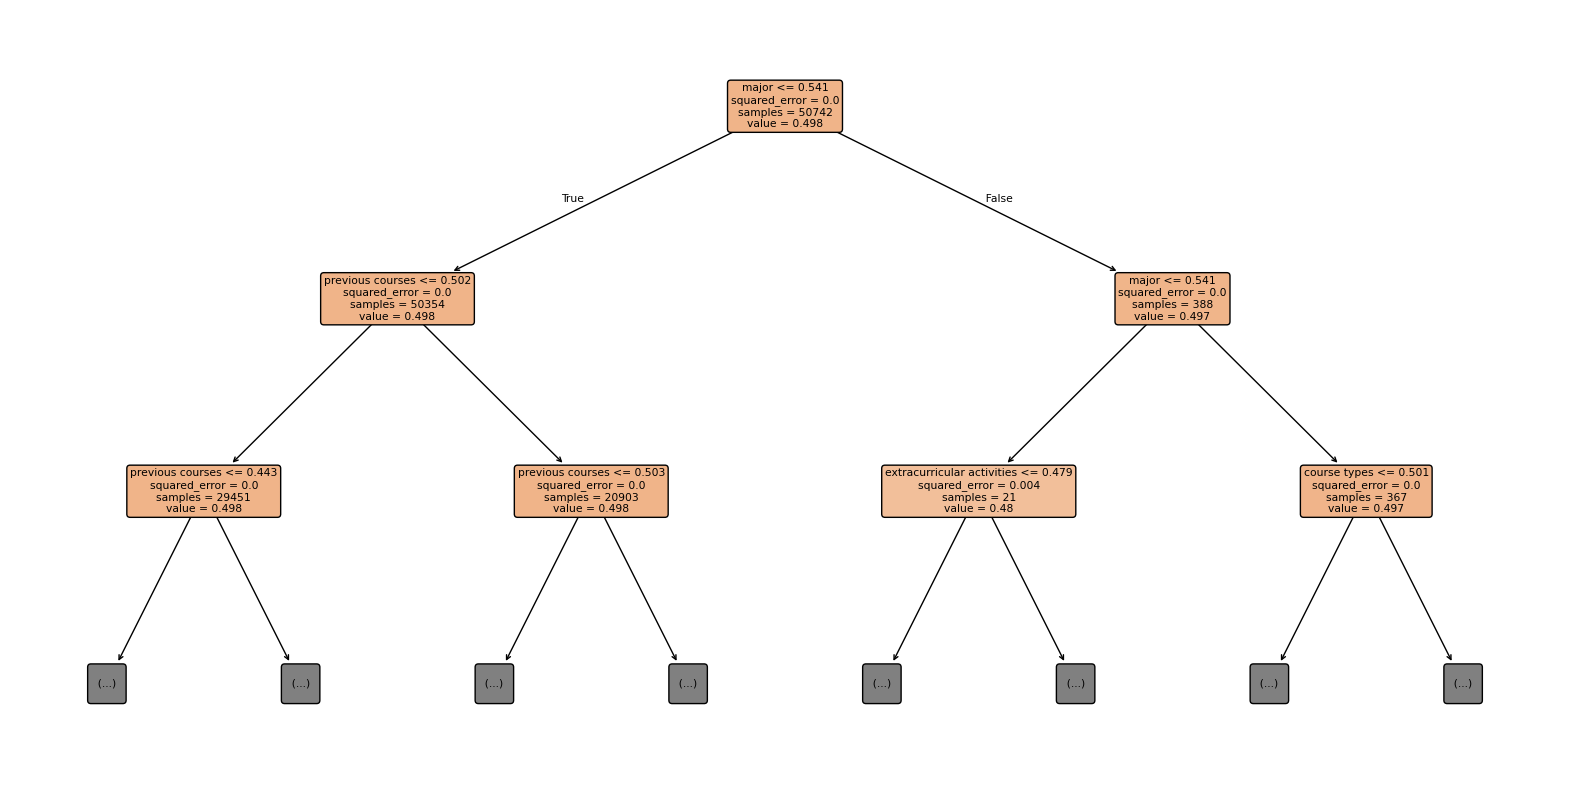 major <= 0.541
squared_error = 0.0
samples = 50742
value = 0.498
True
False
previous courses <= 0.502
squared_error = 0.0
samples = 50354
value = 0.498
major <= 0.541
squared_error = 0.0
samples = 388
value = 0.497
previous courses <= 0.443
squared_error = 0.0
samples = 29451
value = 0.498
previous courses <= 0.503
squared_error = 0.0
samples = 20903
value = 0.498
extracurricular activities <= 0.479
squared_error = 0.004
samples = 21
value = 0.48
course types <= 0.501
squared_error = 0.0
samples = 367
value = 0.497
(...)
(...)
(...)
(...)
(...)
(...)
(...)
(...)